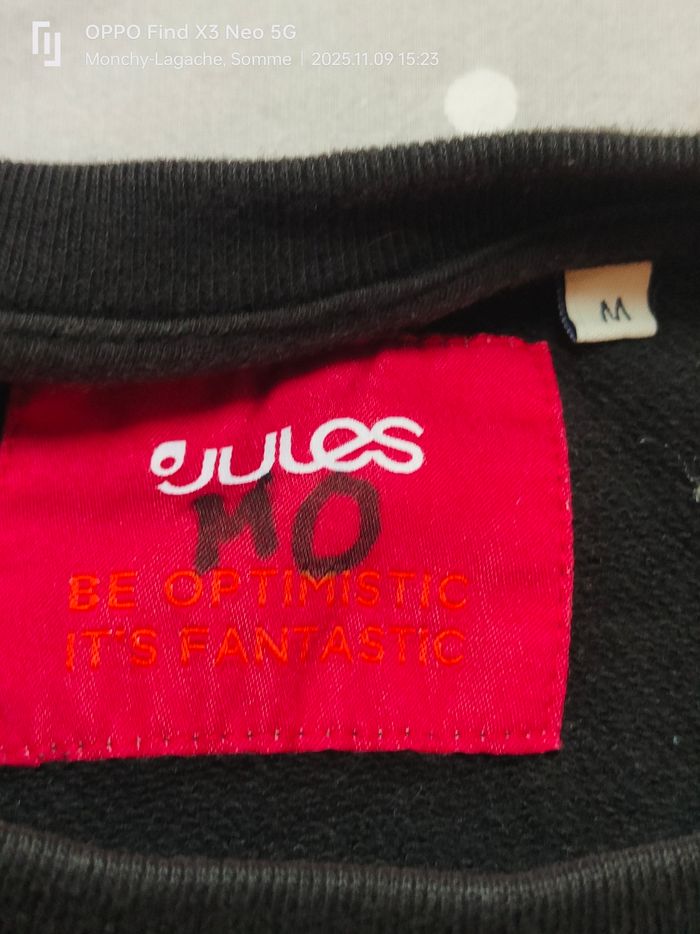 OPPO Find X3 Neo 5G
Monchy-Lagache, Somme | 2025.11.09 15:23
M
JULES
MO
BE OPTIMISTIC
IT'S FANTASTIC